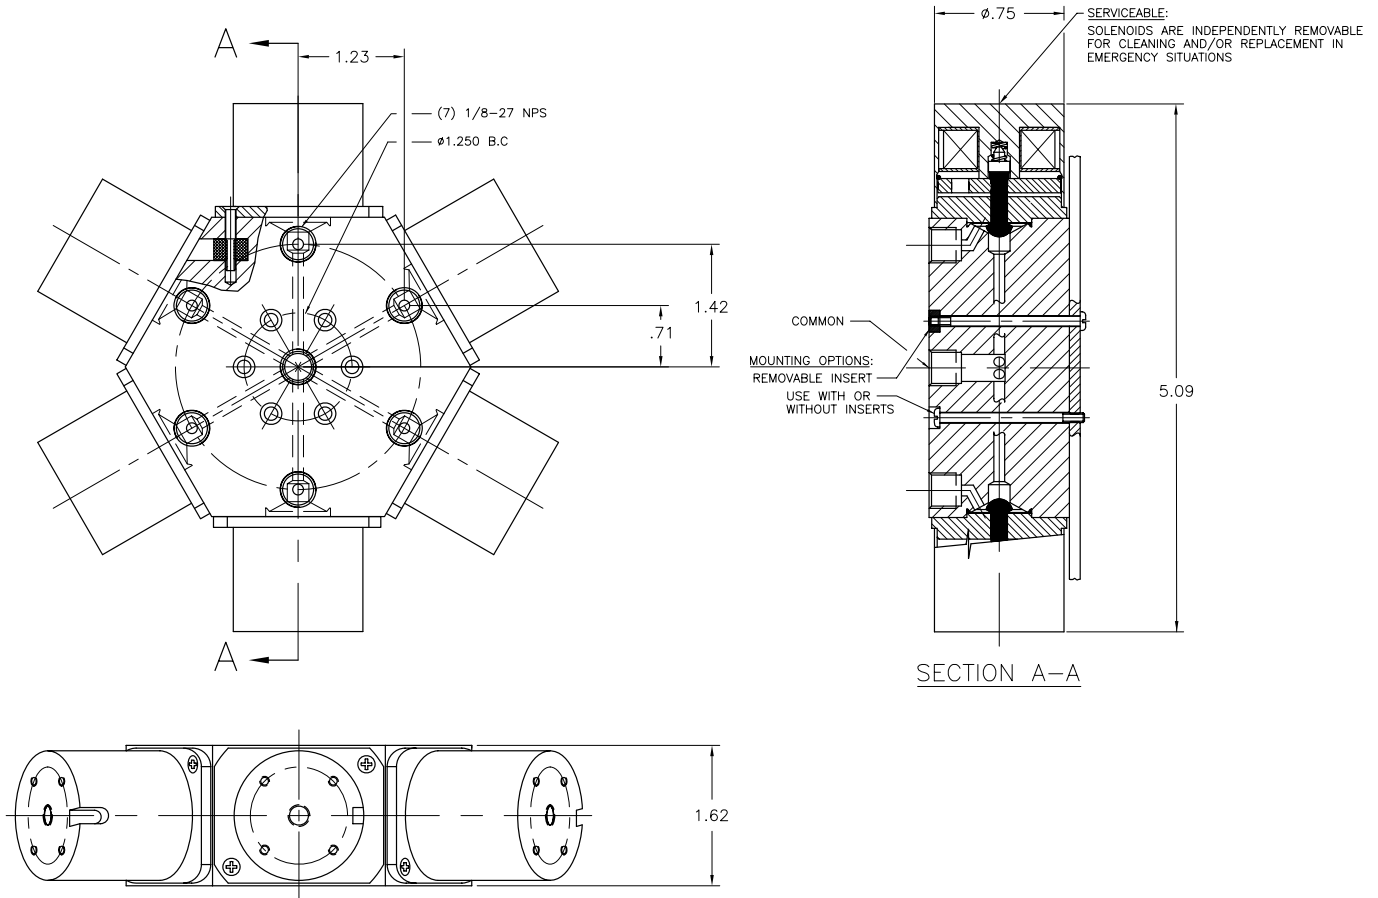 A
1.23
(7) 1/8-27 NPS
ø1.250 B.C
1.42
.71
A
ø.75
SERVICEABLE:
SOLENOIDS ARE INDEPENDENTLY REMOVABLE
FOR CLEANING AND/OR REPLACEMENT IN
EMERGENCY SITUATIONS
COMMON
MOUNTING OPTIONS:
REMOVABLE INSERT
USE WITH OR
WITHOUT INSERTS
5.09
SECTION A-A
1.62